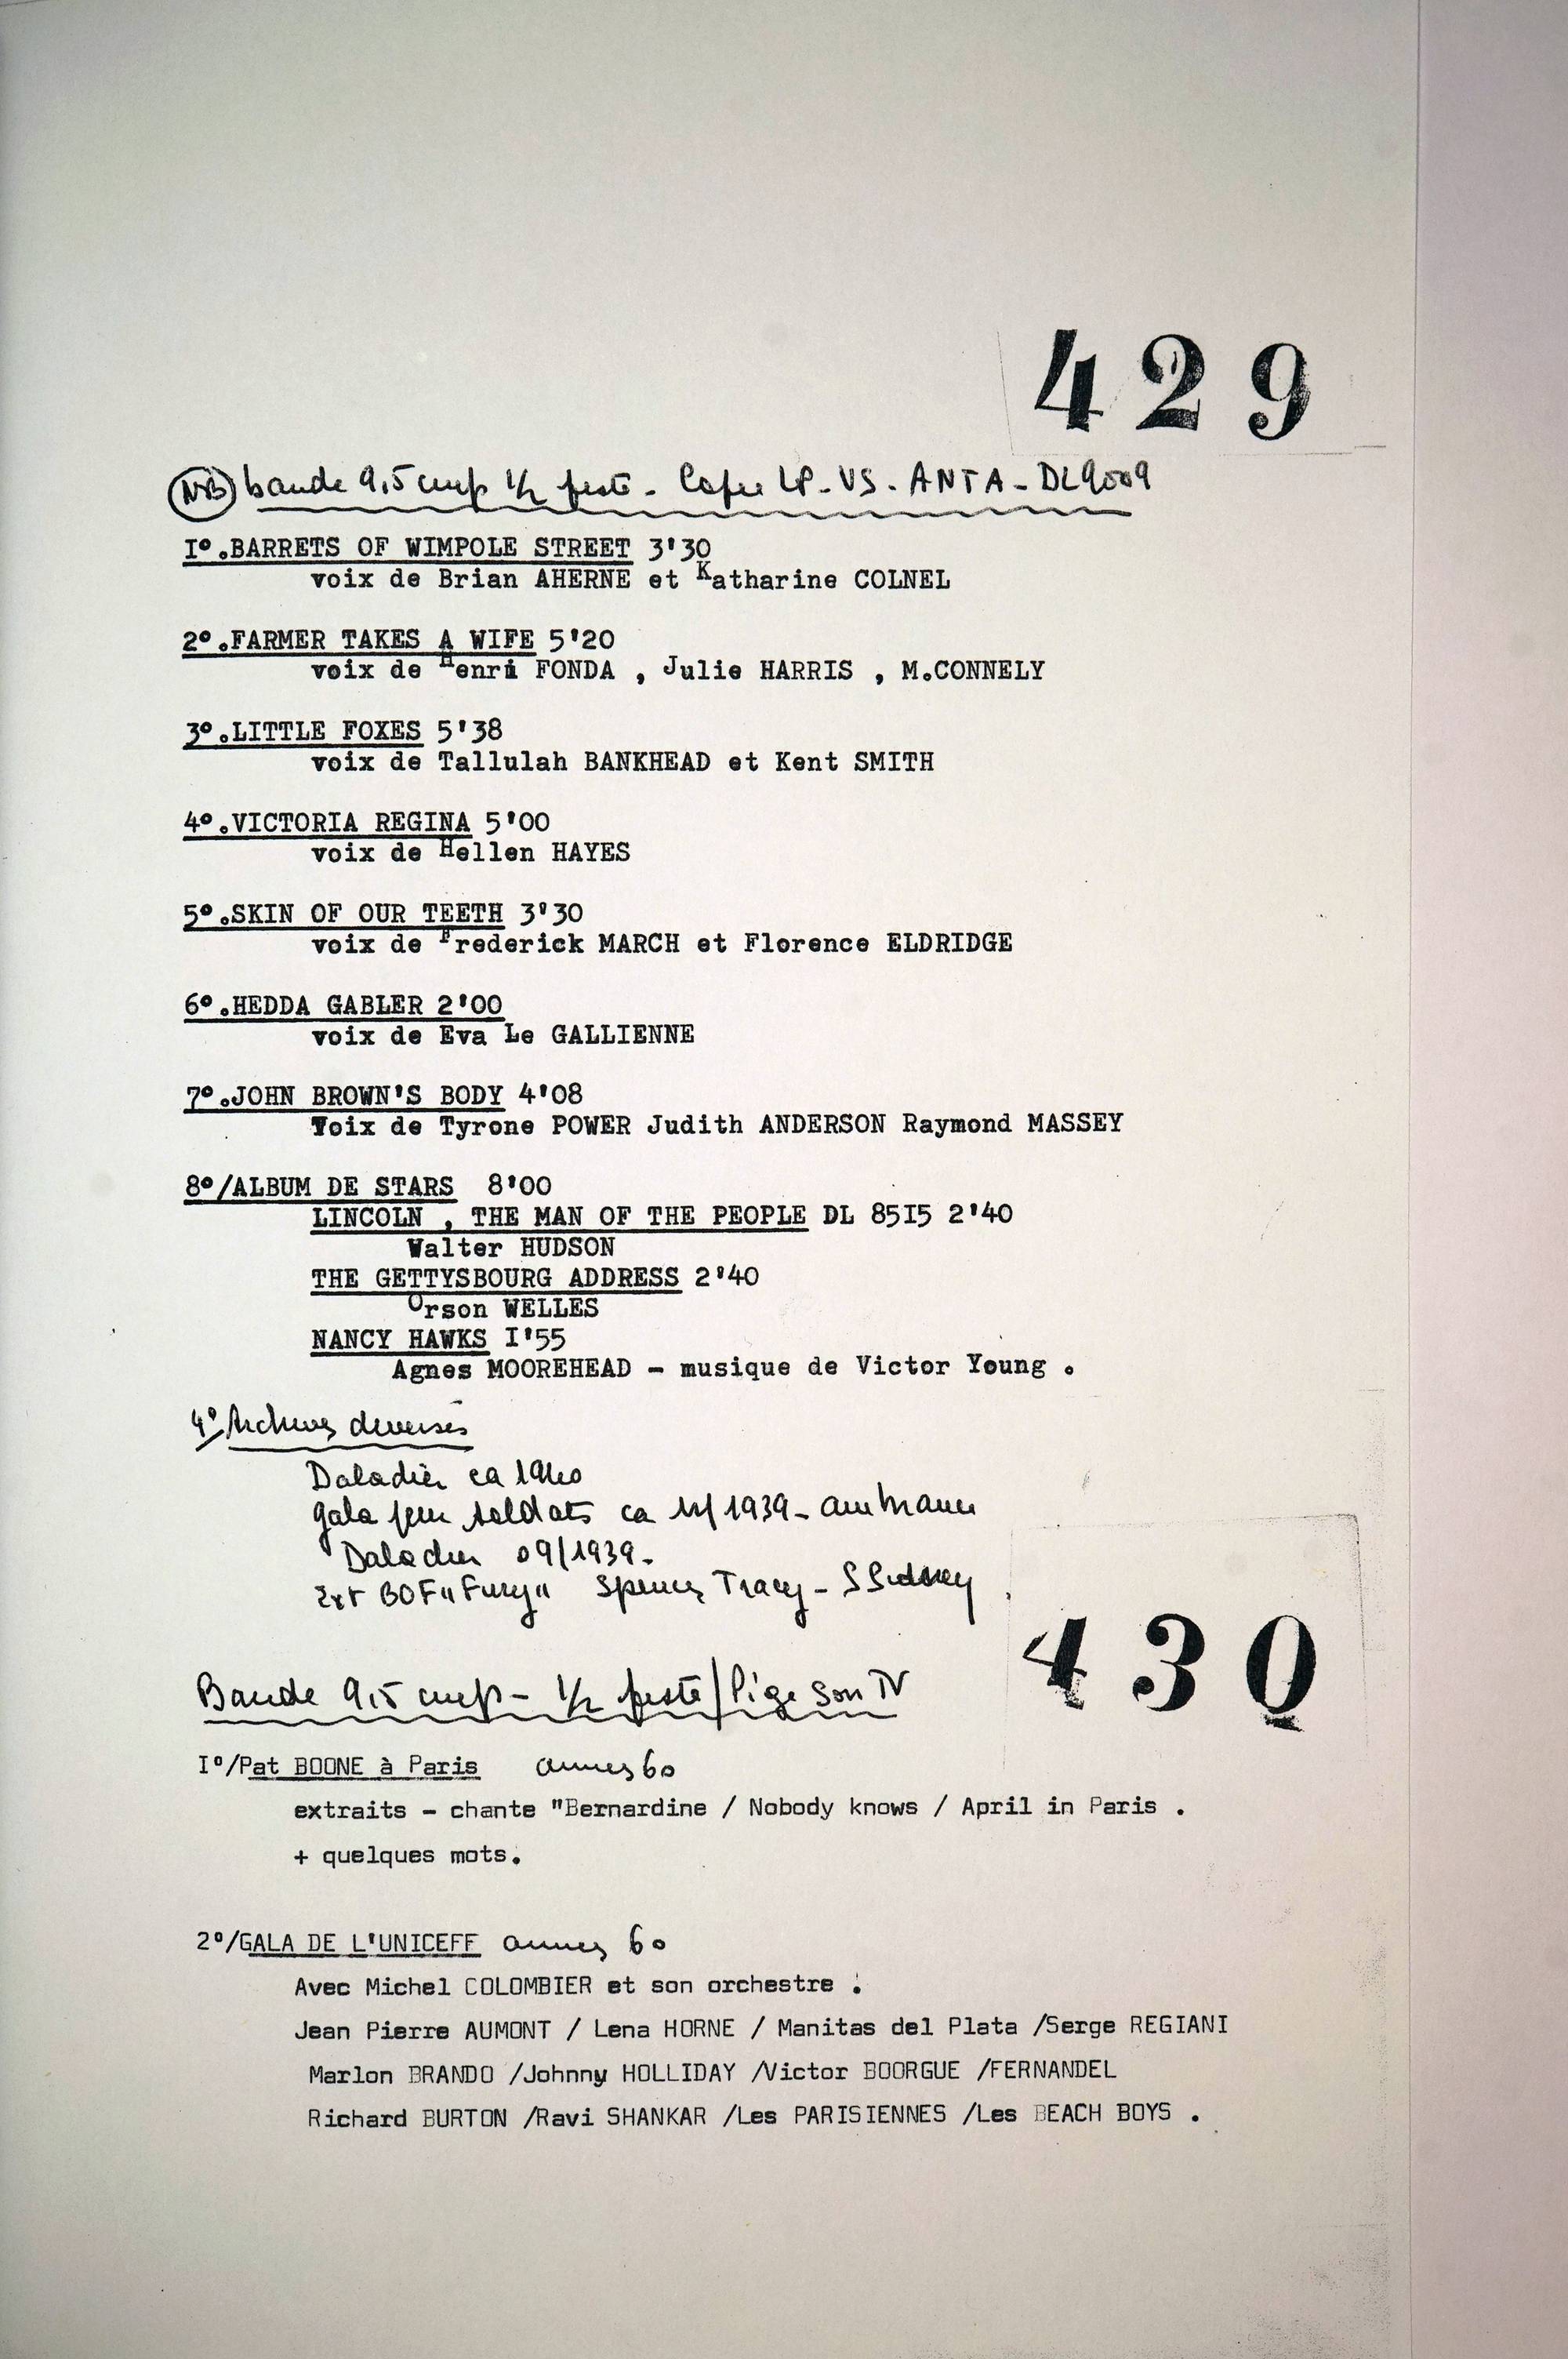 429
NB bande 9,5 cm/s 1/2 piste - Copie LP - US - ANTA - DL9009
I°.BARRETS OF WIMPOLE STREET 3'30
voix de Brian AHERNE et Katharine COLNEL
2°.FARMER TAKES A WIFE 5'20
voix de Henri FONDA , Julie HARRIS , M.CONNELY
3°.LITTLE FOXES 5'38
voix de Tallulah BANKHEAD et Kent SMITH
4°.VICTORIA REGINA 5'00
voix de Hellen HAYES
5°.SKIN OF OUR TEETH 3'30
voix de Frederick MARCH et Florence ELDRIDGE
6°.HEDDA GABLER 2'00
voix de Eva Le GALLIENNE
7°.JOHN BROWN'S BODY 4'08
Voix de Tyrone POWER Judith ANDERSON Raymond MASSEY
8°/ALBUM DE STARS 8'00
LINCOLN , THE MAN OF THE PEOPLE DL 85I5 2'40
Walter HUDSON
THE GETTYSBOURG ADDRESS 2'40
Orson WELLES
NANCY HAWKS I'55
Agnes MOOREHEAD - musique de Victor Young .
4° Archives diverses
Daladier ca 1940
Gala pour soldats ca 1939 -
Daladier 09/1939 -
Ext BOF "Fury" Spencer Tracy - S Sidney
430
Bande 9,5 cm/s - 1/2 piste / Pige Son TV
I°/Pat BOONE à Paris annees 60
extraits - chante "Bernardine / Nobody knows / April in Paris .
+ quelques mots.
2°/GALA DE L'UNICEFF annees 60
Avec Michel COLOMBIER et son orchestre .
Jean Pierre AUMONT / Lena HORNE / Manitas del Plata /Serge REGIANI
Marlon BRANDO /Johnny HOLLIDAY /Victor BOORGUE /FERNANDEL
Richard BURTON /Ravi SHANKAR /Les PARISIENNES /Les BEACH BOYS .